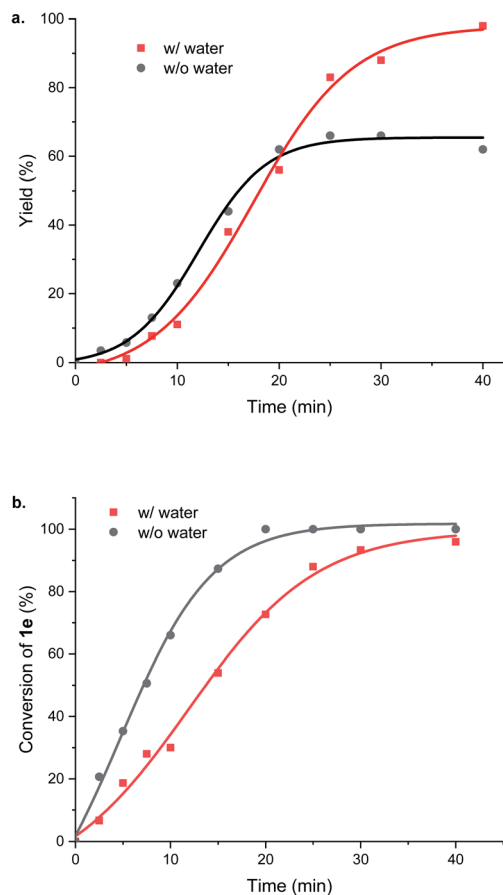 a.
100
80
60
40
20
0
Yield (%)
w/ water
w/o water
0 10 20 30 40
Time (min)
b.
100
80
60
40
20
0
Conversion of 1e (%)
w/ water
w/o water
0 10 20 30 40
Time (min)